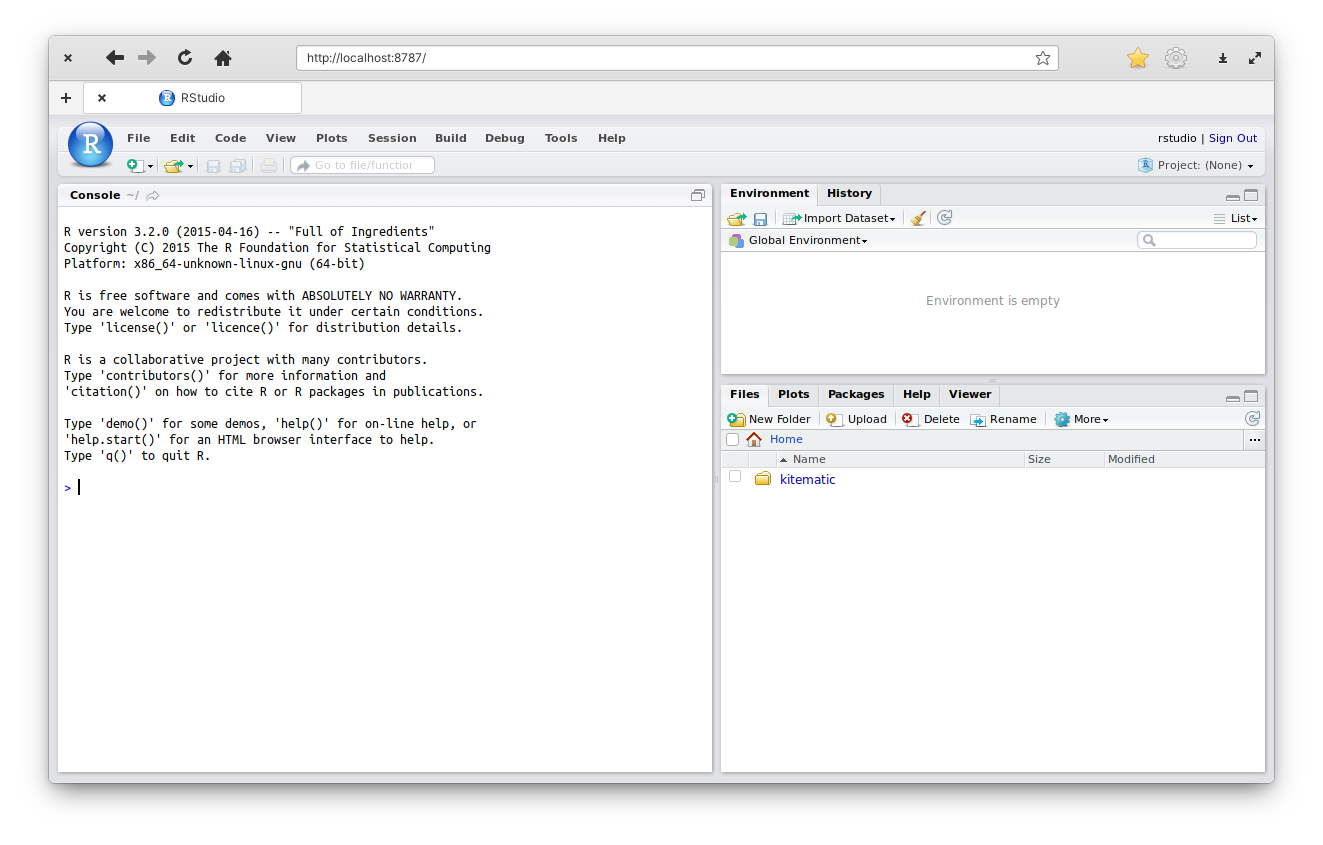 http://localhost:8787/
RStudio
R File Edit Code View Plots Session Build Debug Tools Help rstudio | Sign Out
Go to file/function Project: (None)
Console ~/
R version 3.2.0 (2015-04-16) -- "Full of Ingredients"
Copyright (C) 2015 The R Foundation for Statistical Computing
Platform: x86_64-unknown-linux-gnu (64-bit)
R is free software and comes with ABSOLUTELY NO WARRANTY.
You are welcome to redistribute it under certain conditions.
Type 'license()' or 'licence()' for distribution details.
R is a collaborative project with many contributors.
Type 'contributors()' for more information and
'citation()' on how to cite R or R packages in publications.
Type 'demo()' for some demos, 'help()' for on-line help, or
'help.start()' for an HTML browser interface to help.
Type 'q()' to quit R.
>
Environment History
Import Dataset List
Global Environment
Environment is empty
Files Plots Packages Help Viewer
New Folder Upload Delete Rename More
Home ...
Name Size Modified
kitematic